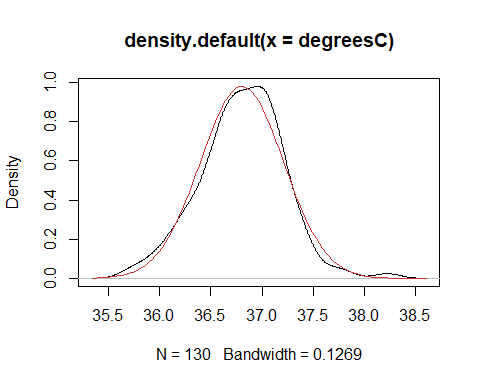 density.default(x = degreesC)
Density
1.0
0.8
0.6
0.4
0.2
0.0
35.5 36.0 36.5 37.0 37.5 38.0 38.5
N = 130 Bandwidth = 0.1269